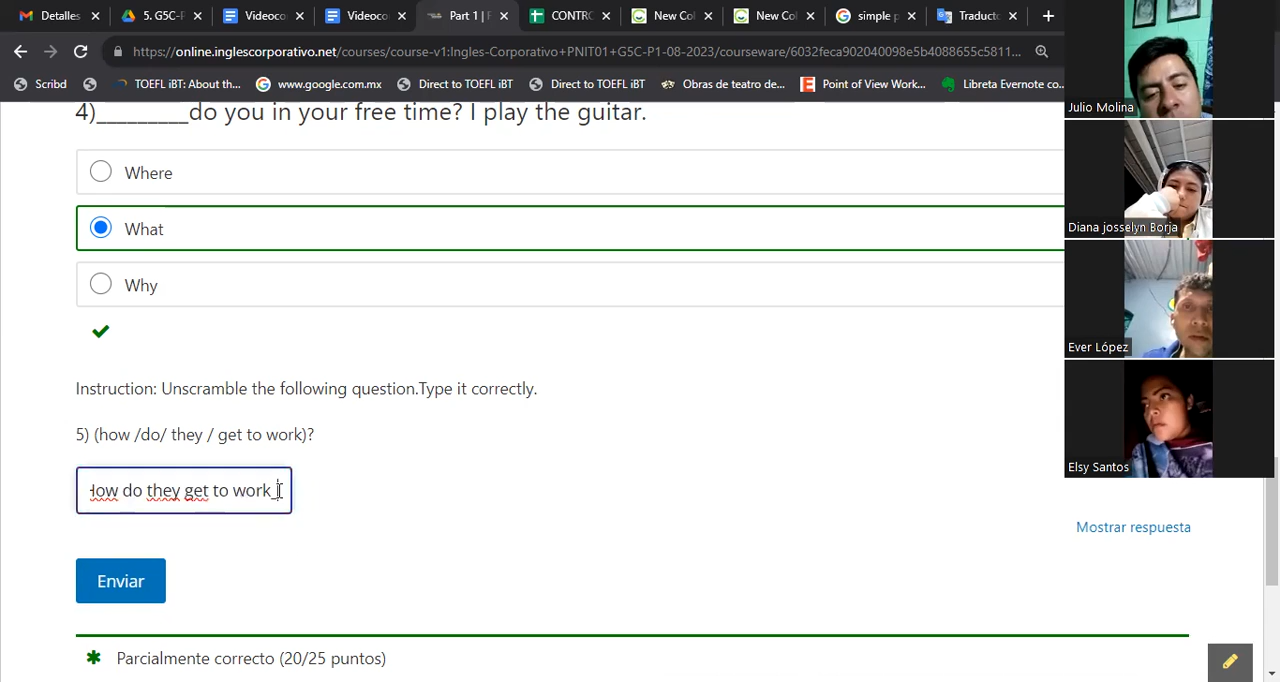 Detalles
5. G5C-P
Videoco
Videoco
Part 1 | F
CONTRO
New Col
New Col
simple p
Traducto
https://online.inglescorporativo.net/courses/course-v1:Ingles-Corporativo+PNIT01+G5C-P1-08-2023/courseware/6032feca902040098e5b4088655c5811...
Scribd
TOEFL iBT: About th...
www.google.com.mx
Direct to TOEFL iBT
Direct to TOEFL iBT
Obras de teatro de...
Point of View Work...
Libreta Evernote co...
4)_________do you in your free time? I play the guitar.
Where
What
Why
Instruction: Unscramble the following question.Type it correctly.
5) (how /do/ they / get to work)?
How do they get to work_
Mostrar respuesta
Enviar
Parcialmente correcto (20/25 puntos)
Julio Molina
Diana josselyn Borja
Ever López
Elsy Santos